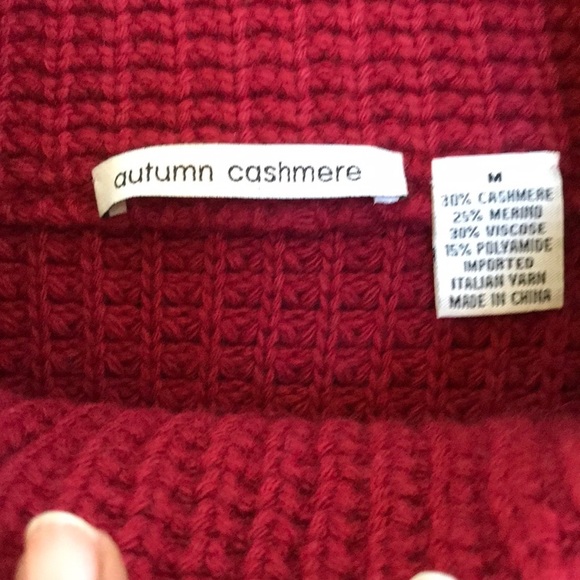 autumn cashmere
M
30% CASHMERE
25% MERINO
30% VISCOSE
15% POLYAMIDE
IMPORTED
ITALIAN YARN
MADE IN CHINA